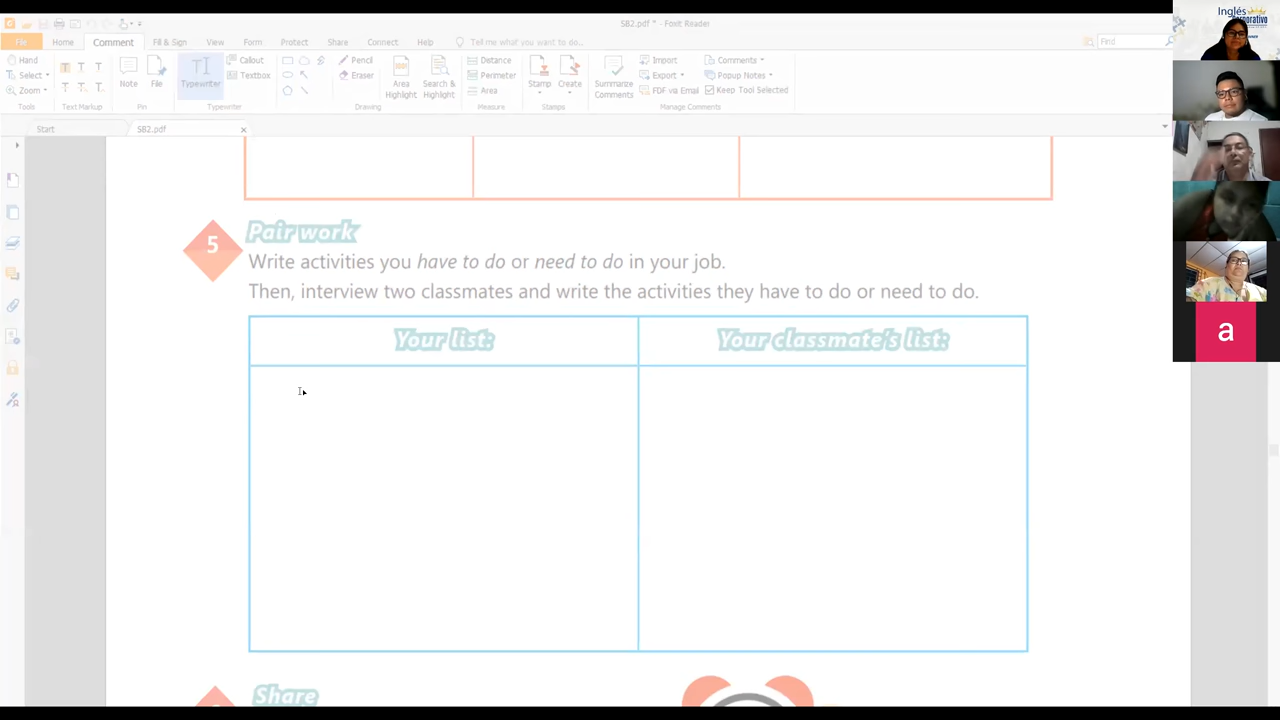 SB2.pdf * - Foxit Reader
File Home Comment Fill & Sign View Form Protect Share Connect Help Tell me what you want to do... Find
Hand
Select
Zoom
Tools
Text Markup
Note
File
Pin
Typewriter
Callout
Textbox
Typewriter
Pencil
Eraser
Drawing
Area Highlight
Search & Highlight
Distance
Perimeter
Area
Measure
Stamp
Create
Stamps
Summarize Comments
Import
Export
FDF via Email
Comments
Popup Notes
Keep Tool Selected
Manage Comments
Start SB2.pdf
5 Pair work
Write activities you have to do or need to do in your job.
Then, interview two classmates and write the activities they have to do or need to do.
Your list: Your classmate's list:
Share
Inglés
Corporativo
a